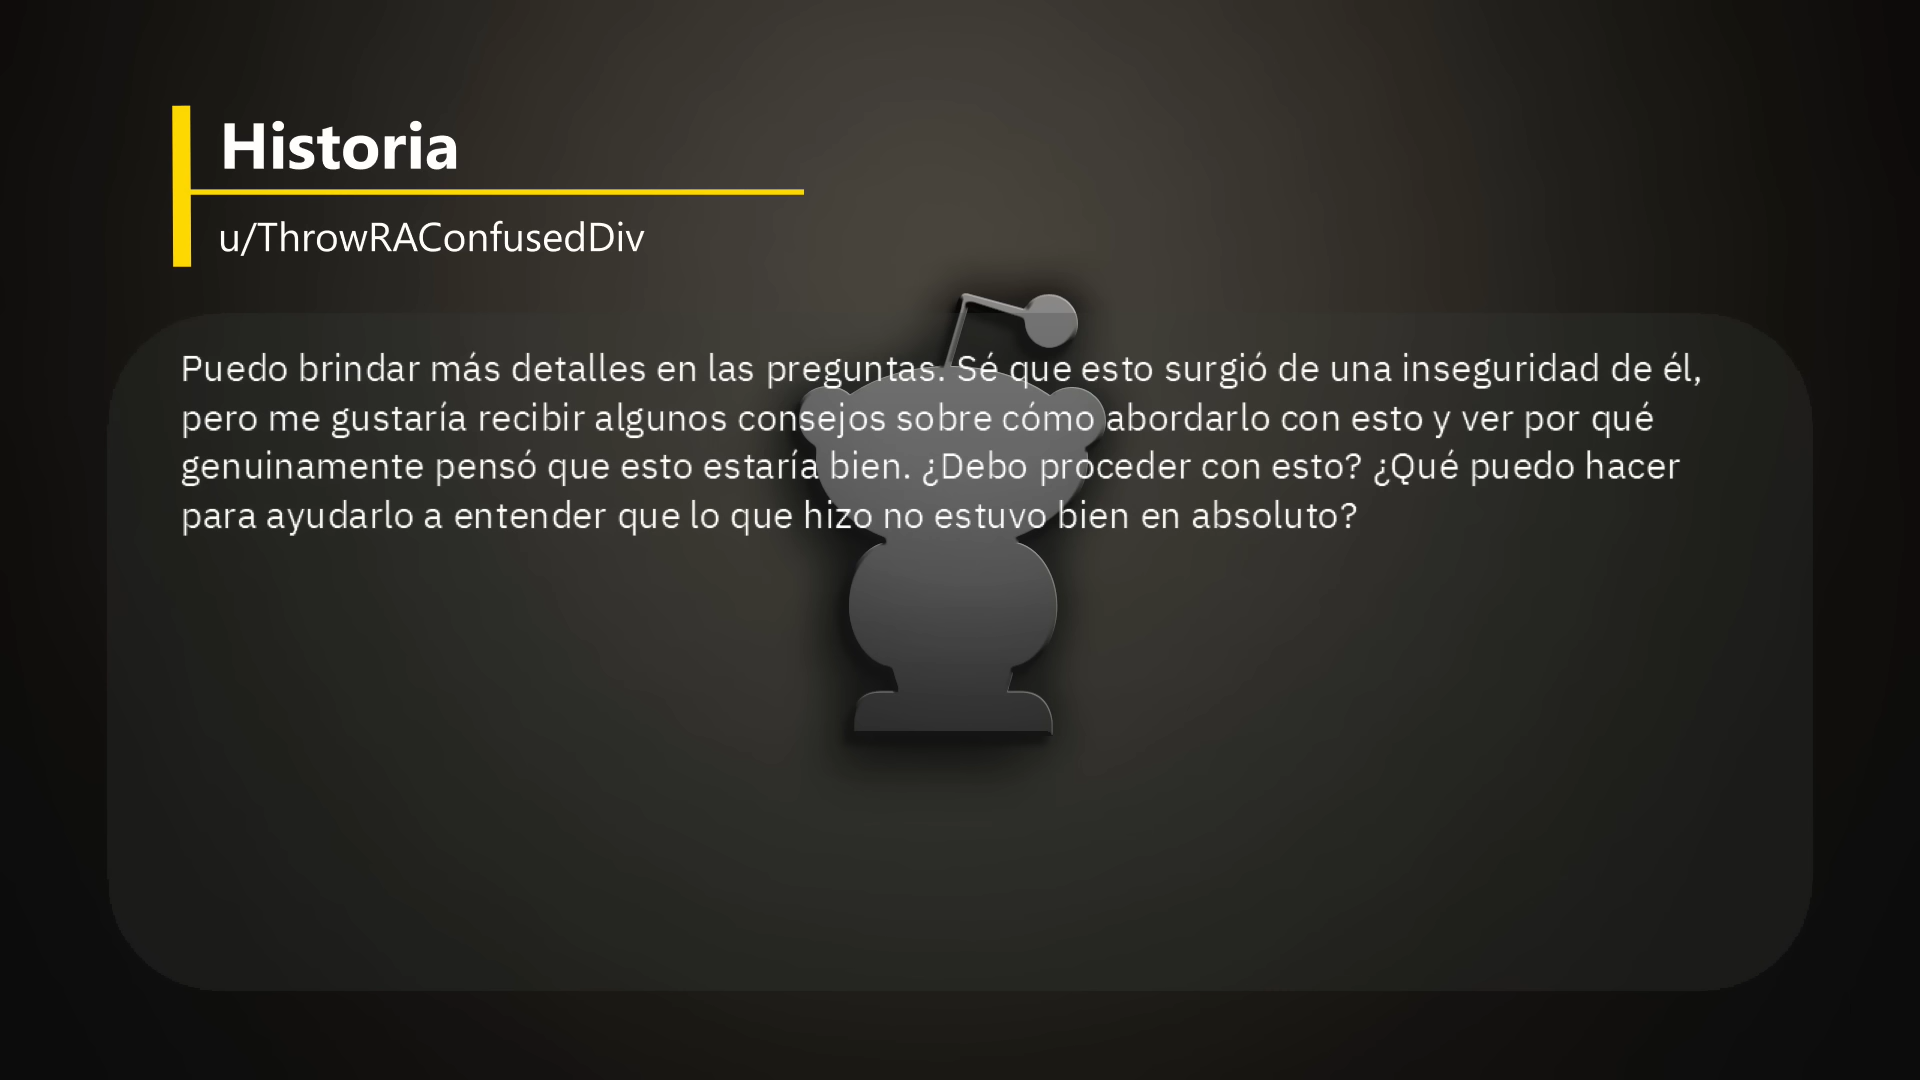 Historia
u/ThrowRAConfusedDiv
Puedo brindar más detalles en las preguntas. Sé que esto surgió de una inseguridad de él,
pero me gustaría recibir algunos consejos sobre cómo abordarlo con esto y ver por qué
genuinamente pensó que esto estaría bien. ¿Debo proceder con esto? ¿Qué puedo hacer
para ayudarlo a entender que lo que hizo no estuvo bien en absoluto?